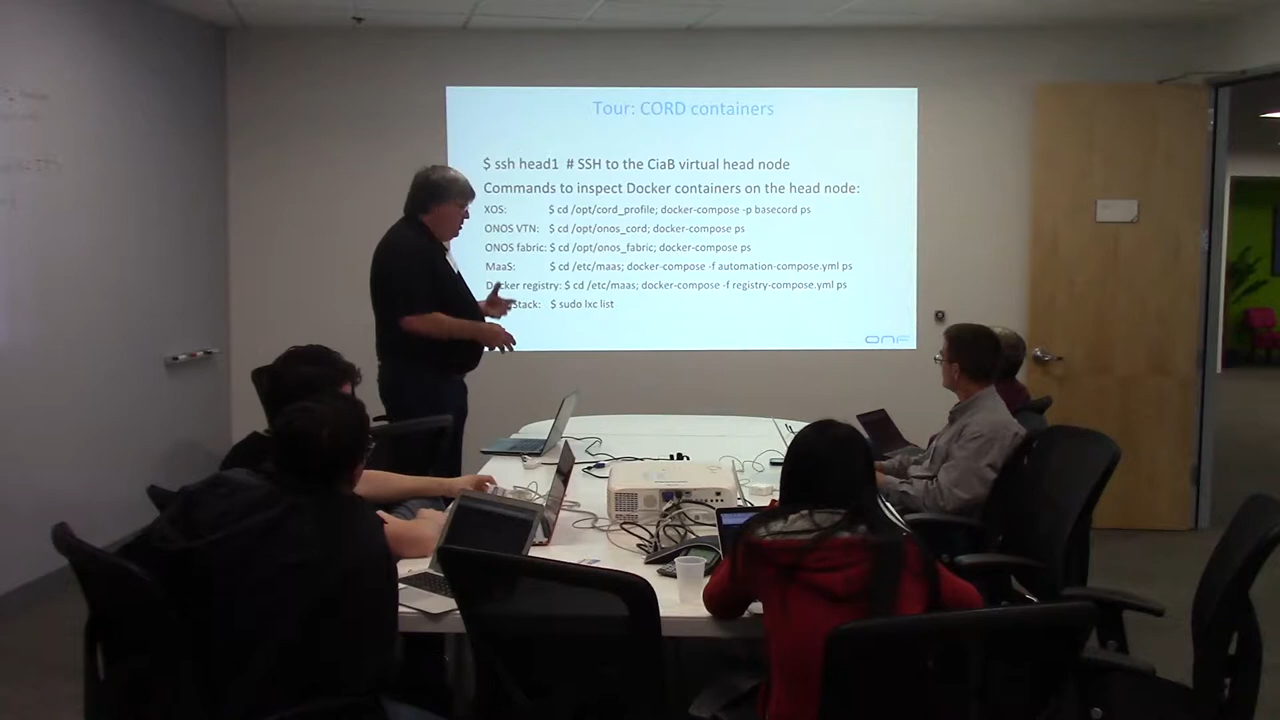 Tour: CORD containers
$ ssh head1 # SSH to the CiaB virtual head node
Commands to inspect Docker containers on the head node:
XOS: $ cd /opt/cord_profile; docker-compose -p basecord ps
ONOS VTN: $ cd /opt/onos_cord; docker-compose ps
ONOS fabric: $ cd /opt/onos_fabric; docker-compose ps
MaaS: $ cd /etc/maas; docker-compose -f automation-compose.yml ps
Docker registry: $ cd /etc/maas; docker-compose -f registry-compose.yml ps
Stack: $ sudo lxc list
ONF